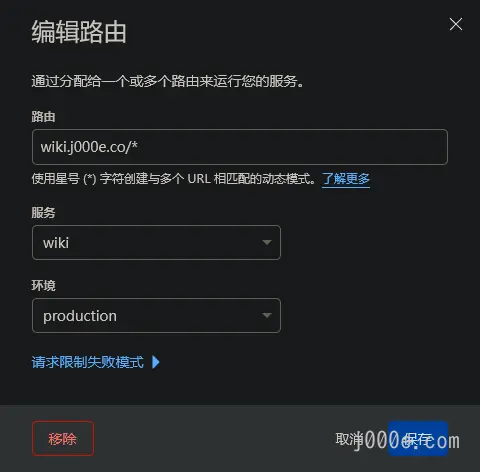 编辑路由
通过分配给一个或多个路由来运行您的服务。
路由
wiki.j000e.co/*
使用星号 (*) 字符创建与多个 URL 相匹配的动态模式。了解更多
服务
wiki
环境
production
请求限制失败模式
移除
取消
保存
j000e.com